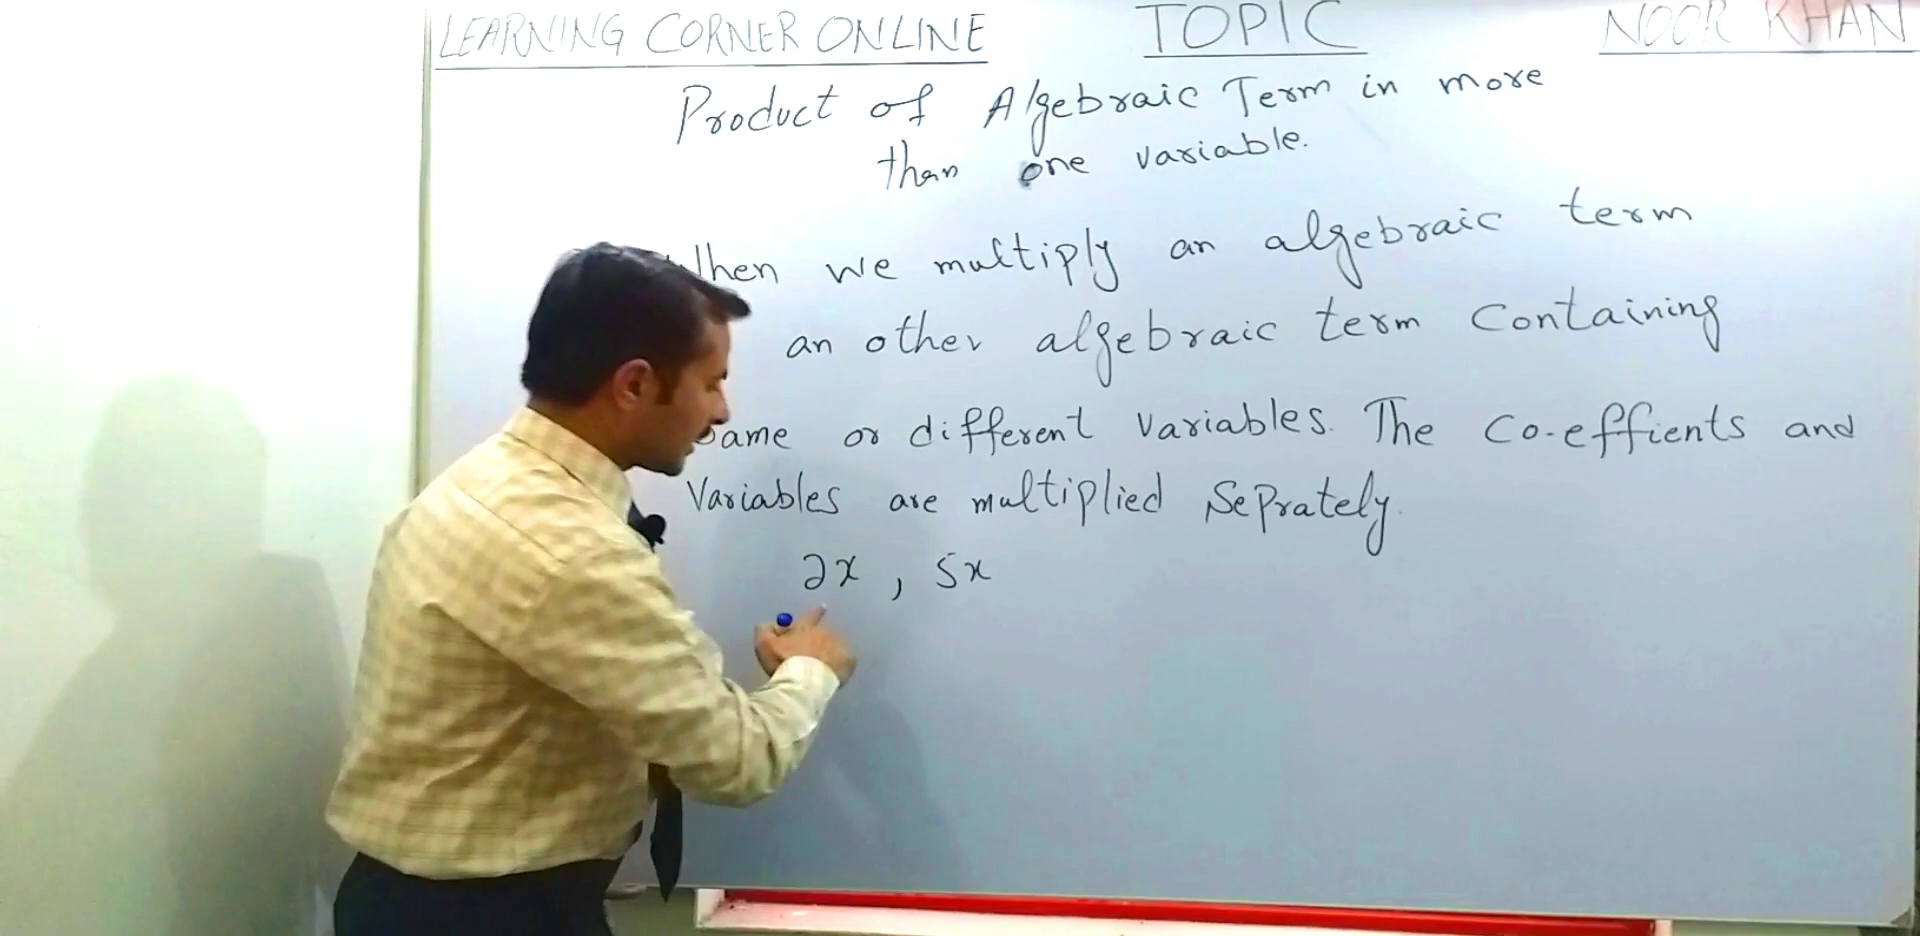 LEARNING CORNER ONLINE TOPIC NOOR KHAN
Product of Algebraic Term in more
than one variable.
When we multiply an algebraic term
an other algebraic term Containing
Same or different Variables. The Co-effients and
Variables are multiplied Seprately.
2x , 5x